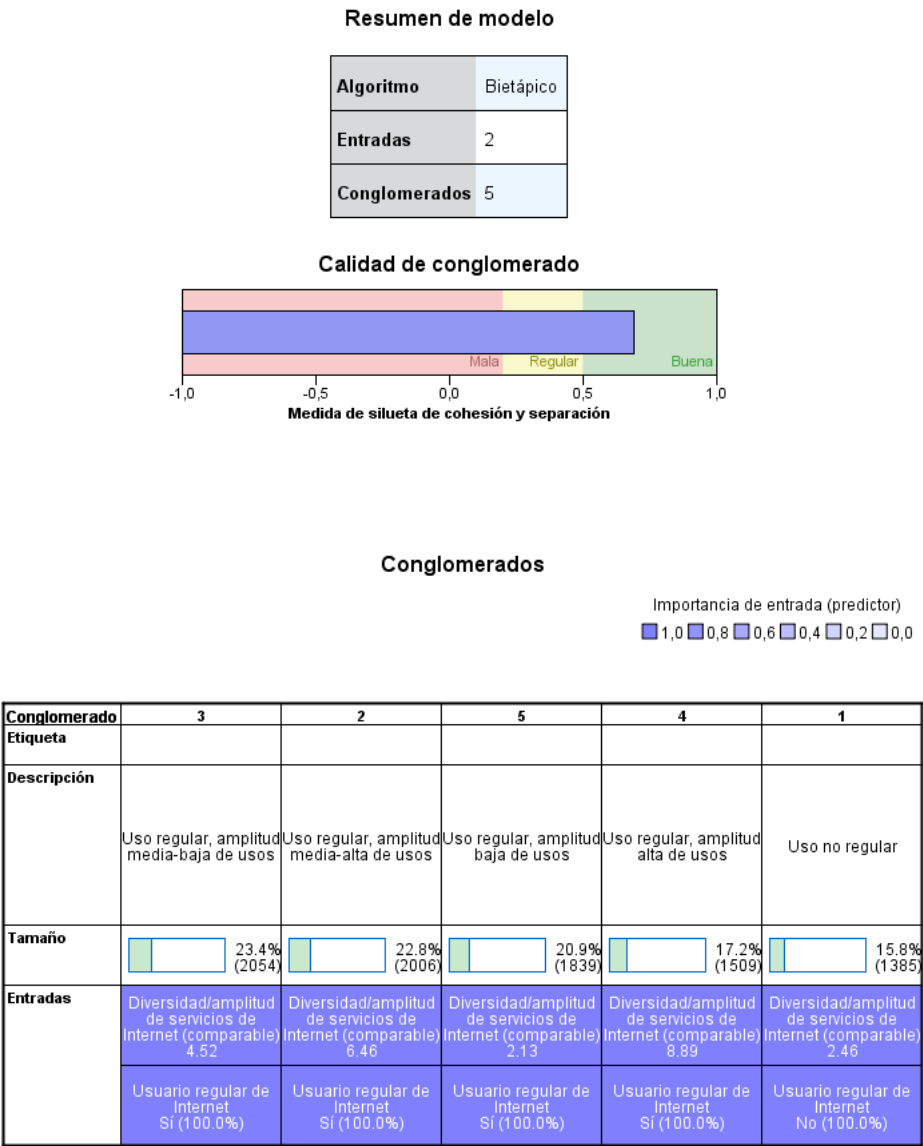 Resumen de modelo
Algoritmo Bietápico
Entradas 2
Conglomerados 5
Calidad de conglomerado
Mala Regular Buena
-1,0 -0,5 0,0 0,5 1,0
Medida de silueta de cohesión y separación
Conglomerados
Importancia de entrada (predictor)
1,0 0,8 0,6 0,4 0,2 0,0
Conglomerado 3 2 5 4 1
Etiqueta
Descripción
Uso regular, amplitud Uso regular, amplitud Uso regular, amplitud Uso regular, amplitud Uso no regular
media-baja de usos media-alta de usos baja de usos alta de usos
Tamaño
23.4% 22.8% 20.9% 17.2% 15.8%
(2054) (2006) (1839) (1509) (1385)
Entradas
Diversidad/amplitud Diversidad/amplitud Diversidad/amplitud Diversidad/amplitud Diversidad/amplitud
de servicios de de servicios de de servicios de de servicios de de servicios de
Internet (comparable) Internet (comparable) Internet (comparable) Internet (comparable) Internet (comparable)
4.52 6.46 2.13 8.89 2.46
Usuario regular de Usuario regular de Usuario regular de Usuario regular de Usuario regular de
Internet Internet Internet Internet Internet
Sí (100.0%) Sí (100.0%) Sí (100.0%) Sí (100.0%) No (100.0%)